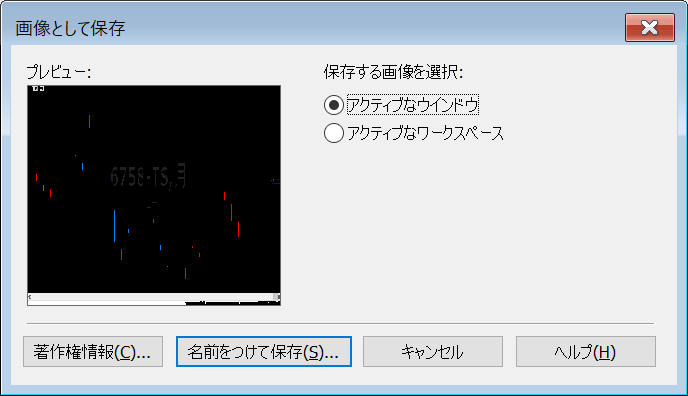 画像として保存
プレビュー:
6758-TS, 月
保存する画像を選択:
アクティブなウインドウ
アクティブなワークスペース
著作権情報(C)...
名前をつけて保存(S)...
キャンセル
ヘルプ(H)